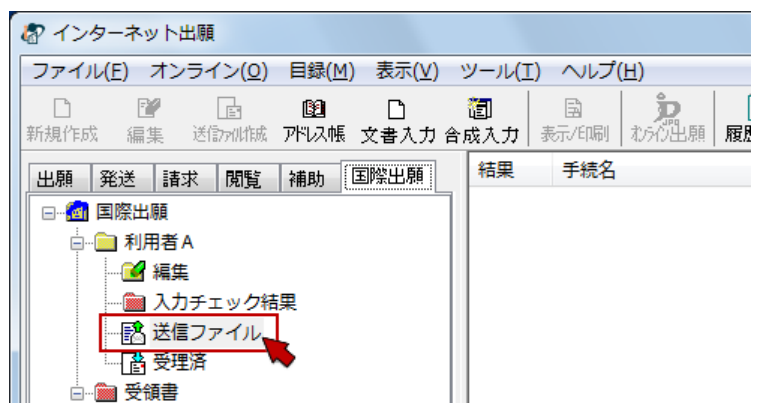 インターネット出願
ファイル(F) オンライン(O) 目録(M) 表示(V) ツール(T) ヘルプ(H)
新規作成 編集 送信ファイル作成 アドレス帳 文書入力 合成入力 表示/印刷 オンライン出願 履歴
出願 発送 請求 閲覧 補助 国際出願
結果 手続名
国際出願
利用者A
編集
入力チェック結果
送信ファイル
受理済
受領書